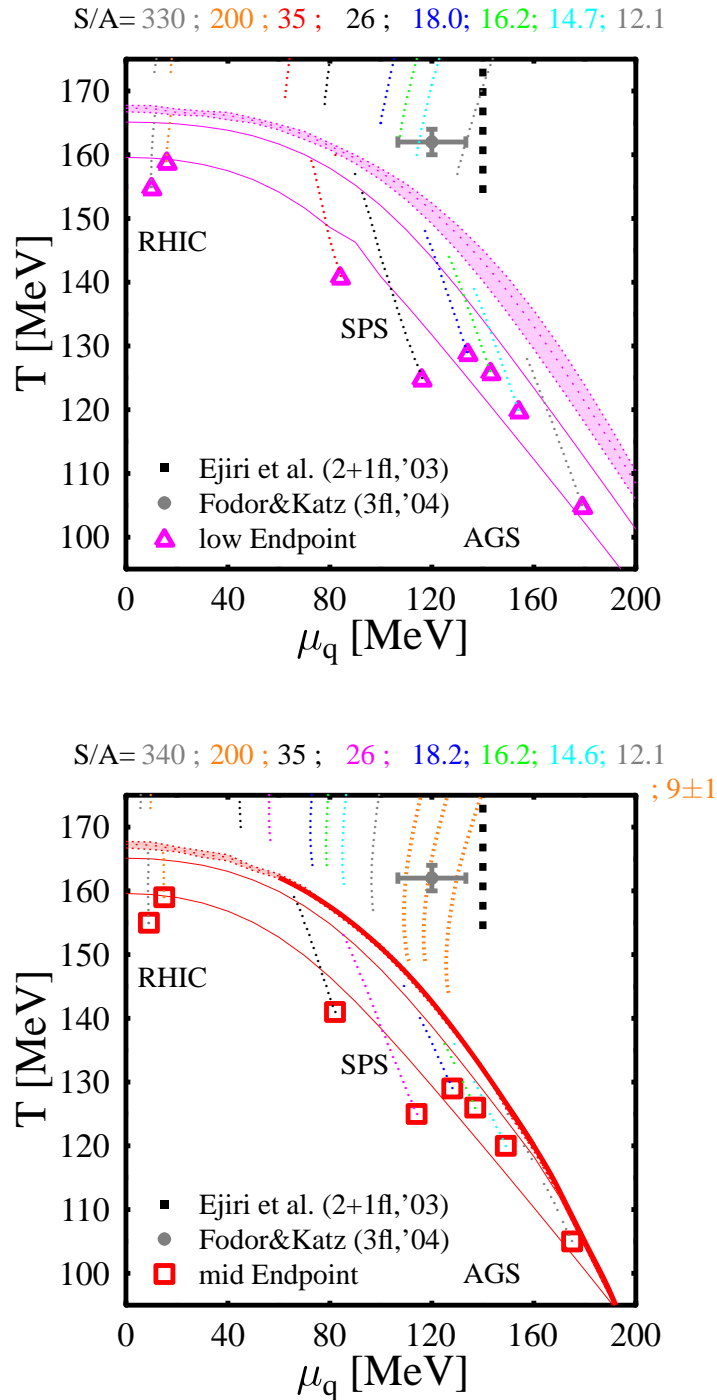 S/A= 330 ; 200 ; 35 ; 26 ; 18.0; 16.2; 14.7; 12.1
170
160
150
140
130
120
110
100
T [MeV]
RHIC
SPS
AGS
Ejiri et al. (2+1fl,'03)
Fodor&Katz (3fl,'04)
low Endpoint
0 40 80 120 160 200
μq [MeV]
S/A= 340 ; 200 ; 35 ; 26 ; 18.2; 16.2; 14.6; 12.1
; 9±1
170
160
150
140
130
120
110
100
T [MeV]
RHIC
SPS
AGS
Ejiri et al. (2+1fl,'03)
Fodor&Katz (3fl,'04)
mid Endpoint
0 40 80 120 160 200
μq [MeV]